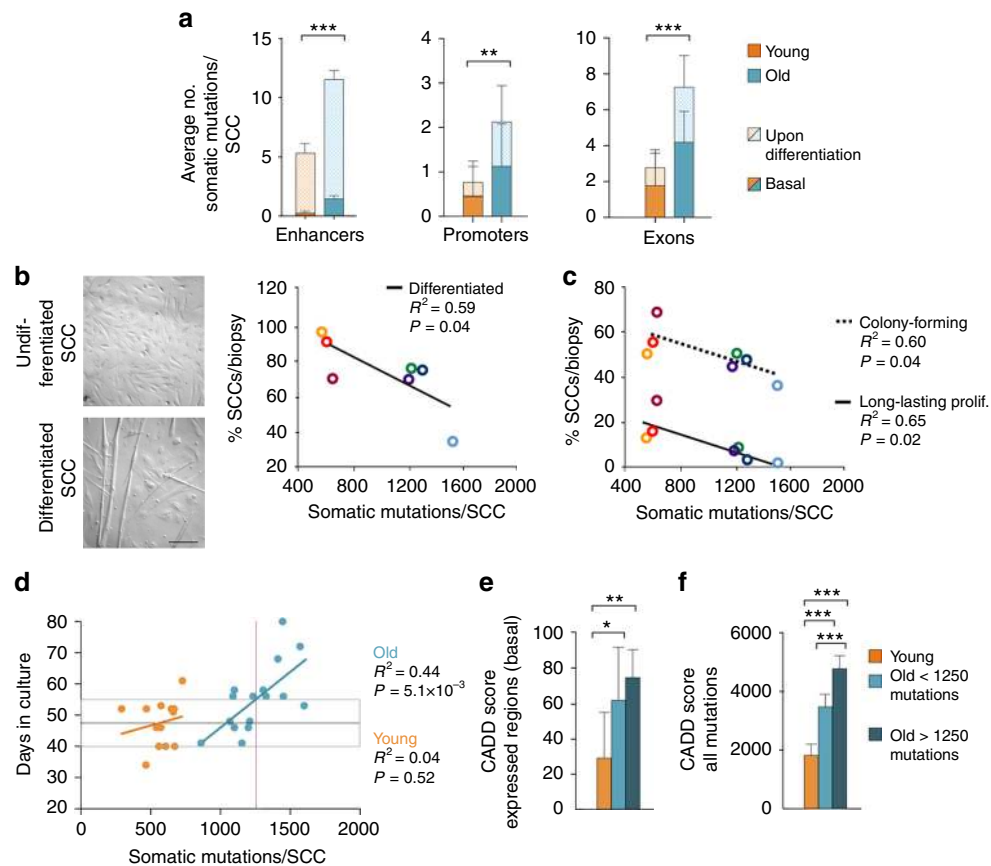 a
Average no.
somatic mutations/
SCC
15
10
5
0
***
Enhancers
4
3
2
1
0
**
Promoters
10
8
6
4
2
0
***
Exons
Young
Old
Upon
differentiation
Basal
b
Undif-
ferentiated
SCC
Differentiated
SCC
% SCCs/biopsy
120
100
80
60
40
20
400
800
1200
1600
2000
Somatic mutations/SCC
Differentiated
R² = 0.59
P = 0.04
c
% SCCs/biopsy
80
60
40
20
0
400
800
1200
1600
2000
Somatic mutations/SCC
Colony-forming
R² = 0.60
P = 0.04
Long-lasting prolif.
R² = 0.65
P = 0.02
d
Days in culture
80
70
60
50
40
30
20
0
500
1000
1500
2000
Somatic mutations/SCC
Old
R² = 0.44
P = 5.1×10⁻³
Young
R² = 0.04
P = 0.52
e
CADD score
expressed regions (basal)
100
80
60
40
20
0
**
*
f
CADD score
all mutations
6000
4000
2000
0
***
***
***
Young
Old < 1250
mutations
Old > 1250
mutations